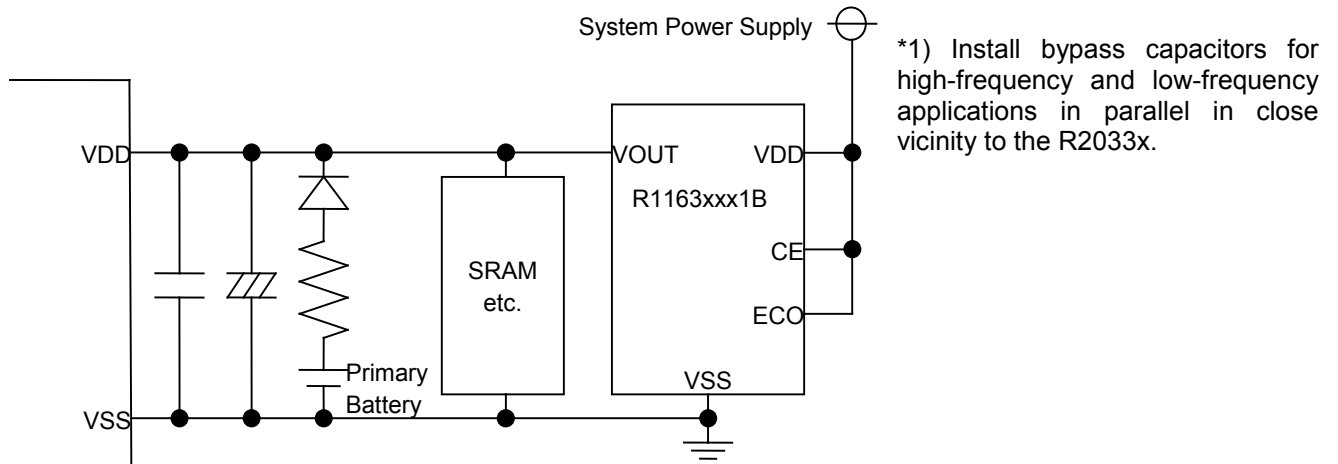 System Power Supply
*1) Install bypass capacitors for
high-frequency and low-frequency
applications in parallel in close
vicinity to the R2033x.
VDD
VOUT
VDD
R1163xxx1B
CE
SRAM
etc.
ECO
Primary
Battery
VSS
VSS